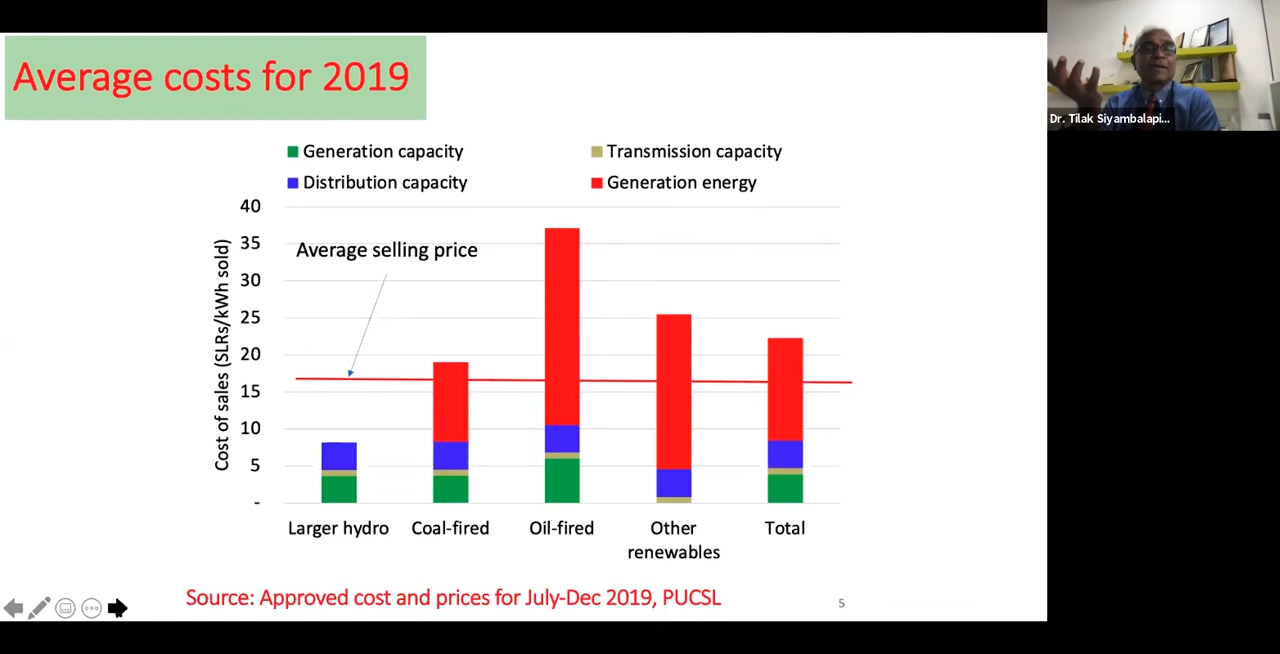 Average costs for 2019
Dr. Tilak Siyambalapi...
Generation capacity
Transmission capacity
Distribution capacity
Generation energy
Cost of sales (SLRs/kWh sold)
40
35
30
25
20
15
10
5
-
Average selling price
Larger hydro
Coal-fired
Oil-fired
Other
renewables
Total
Source: Approved cost and prices for July-Dec 2019, PUCSL
5